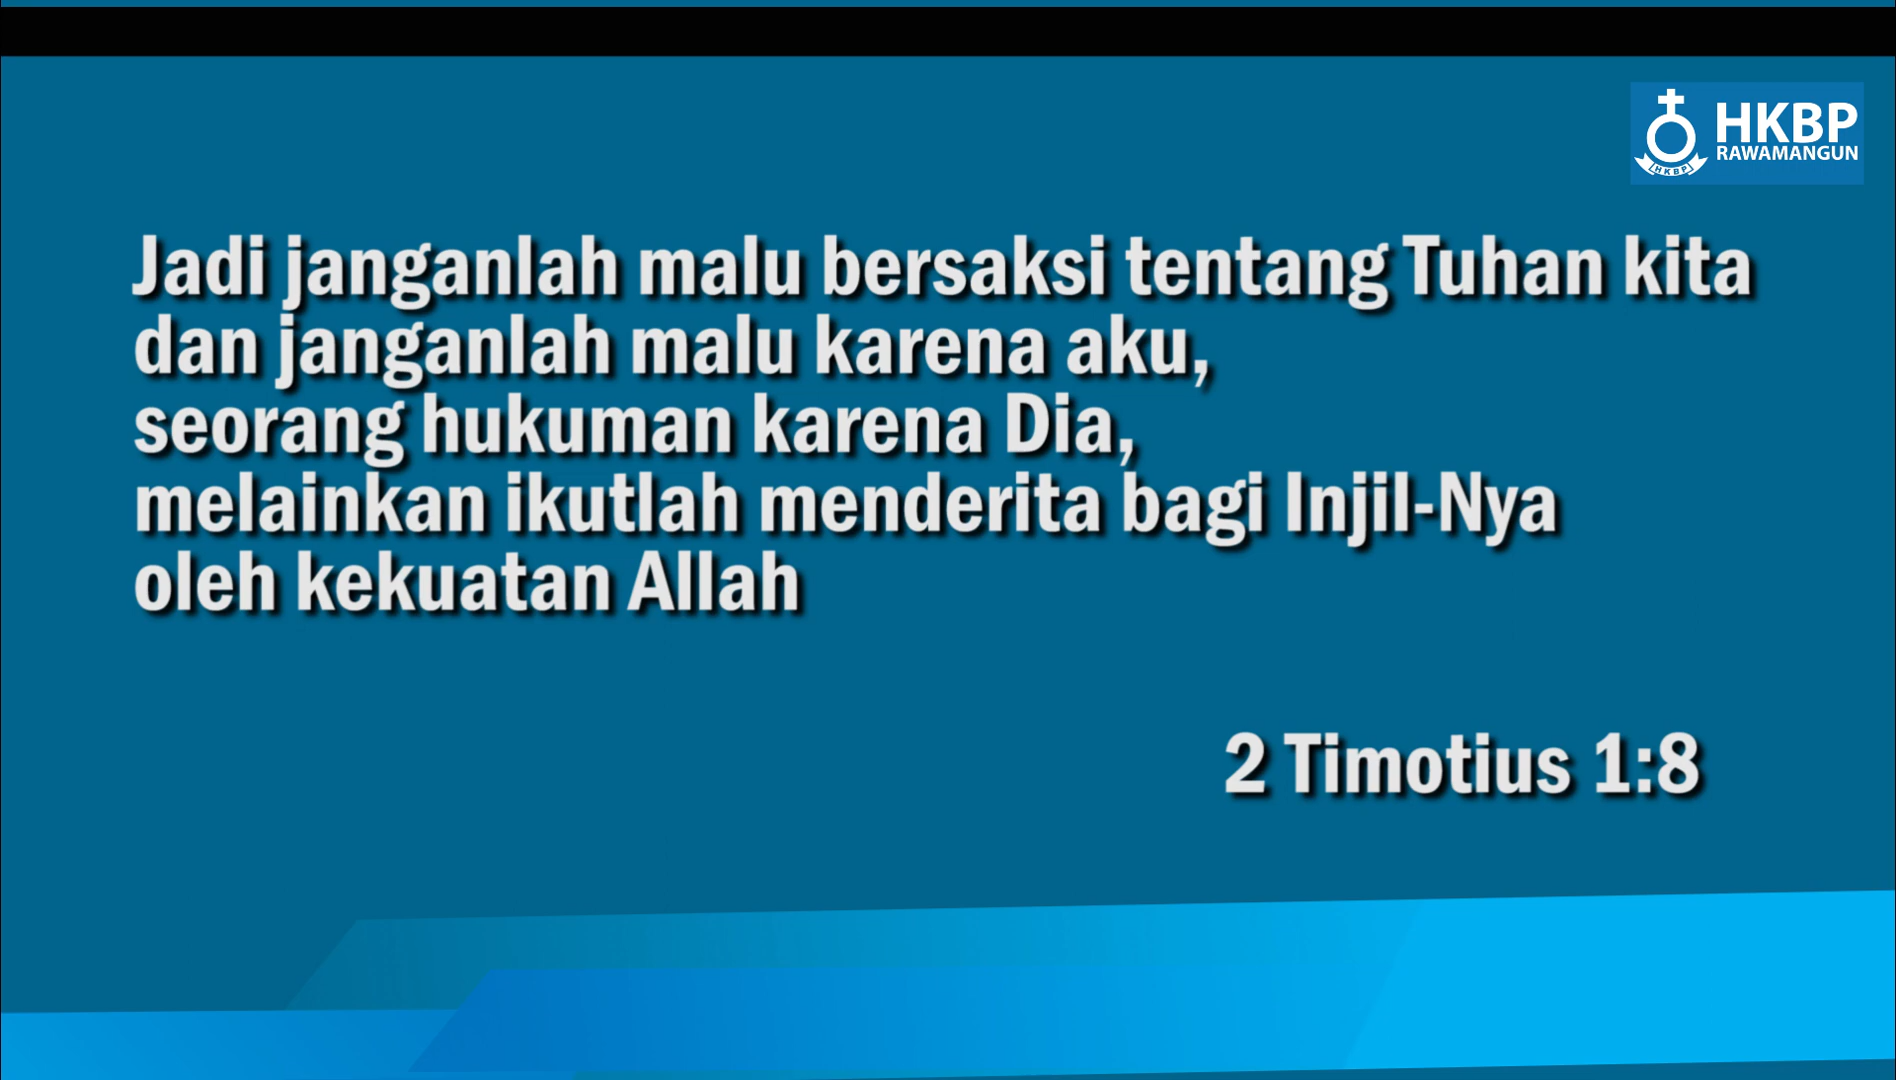 HKBP
RAWAMANGUN
HKBP
Jadi janganlah malu bersaksi tentang Tuhan kita
dan janganlah malu karena aku,
seorang hukuman karena Dia,
melainkan ikutlah menderita bagi Injil-Nya
oleh kekuatan Allah
2 Timotius 1:8